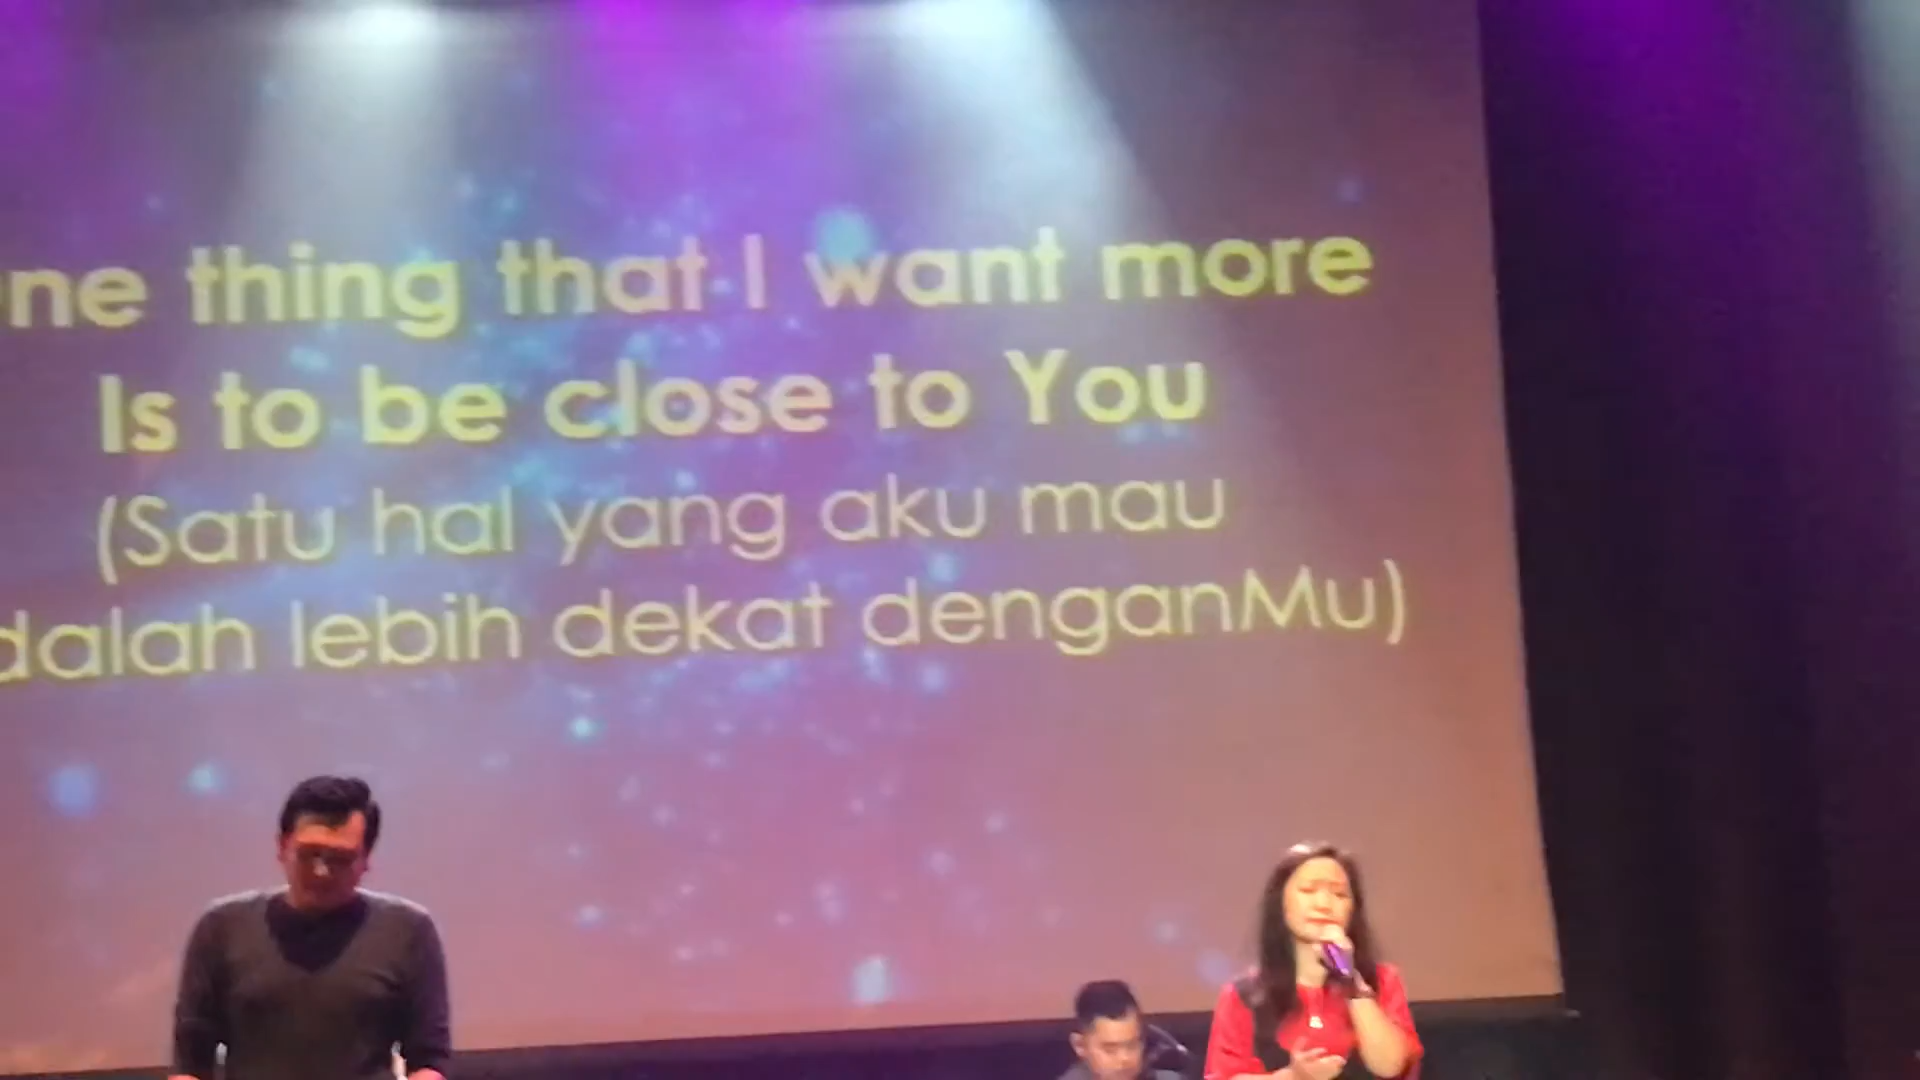 ne thing that I want more
Is to be close to You
(Satu hal yang aku mau
dalah lebih dekat denganMu)